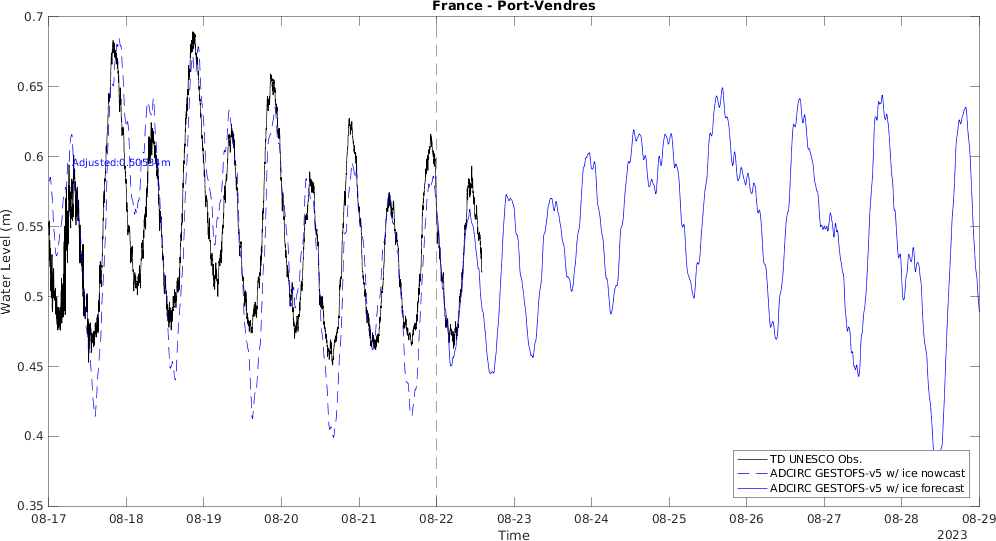 France - Port-Vendres
0.7
0.65
0.6
0.55
0.5
0.45
0.4
0.35
Water Level (m)
Adjusted:0.50534m
TD UNESCO Obs.
ADCIRC GESTOFS-v5 w/ ice nowcast
ADCIRC GESTOFS-v5 w/ ice forecast
08-17 08-18 08-19 08-20 08-21 08-22 08-23 08-24 08-25 08-26 08-27 08-28 08-29
Time
2023